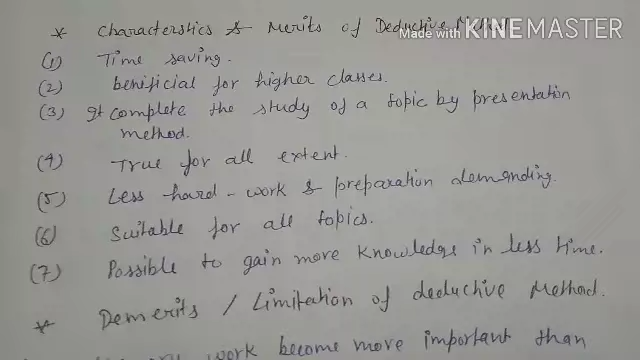 * Characterstics & Merits of Deductive Method
Made with KINEMASTER
(1) Time saving.
(2) benificial for higher classes.
(3) It complete the study of a topic by presentation
method.
(4) True for all extent.
(5) Less hard-work & preparation demanding.
(6) Suitable for all topics.
(7) Possible to gain more knowledge in less time.
* Demerits / Limitation of deductive Method.
work become more important than